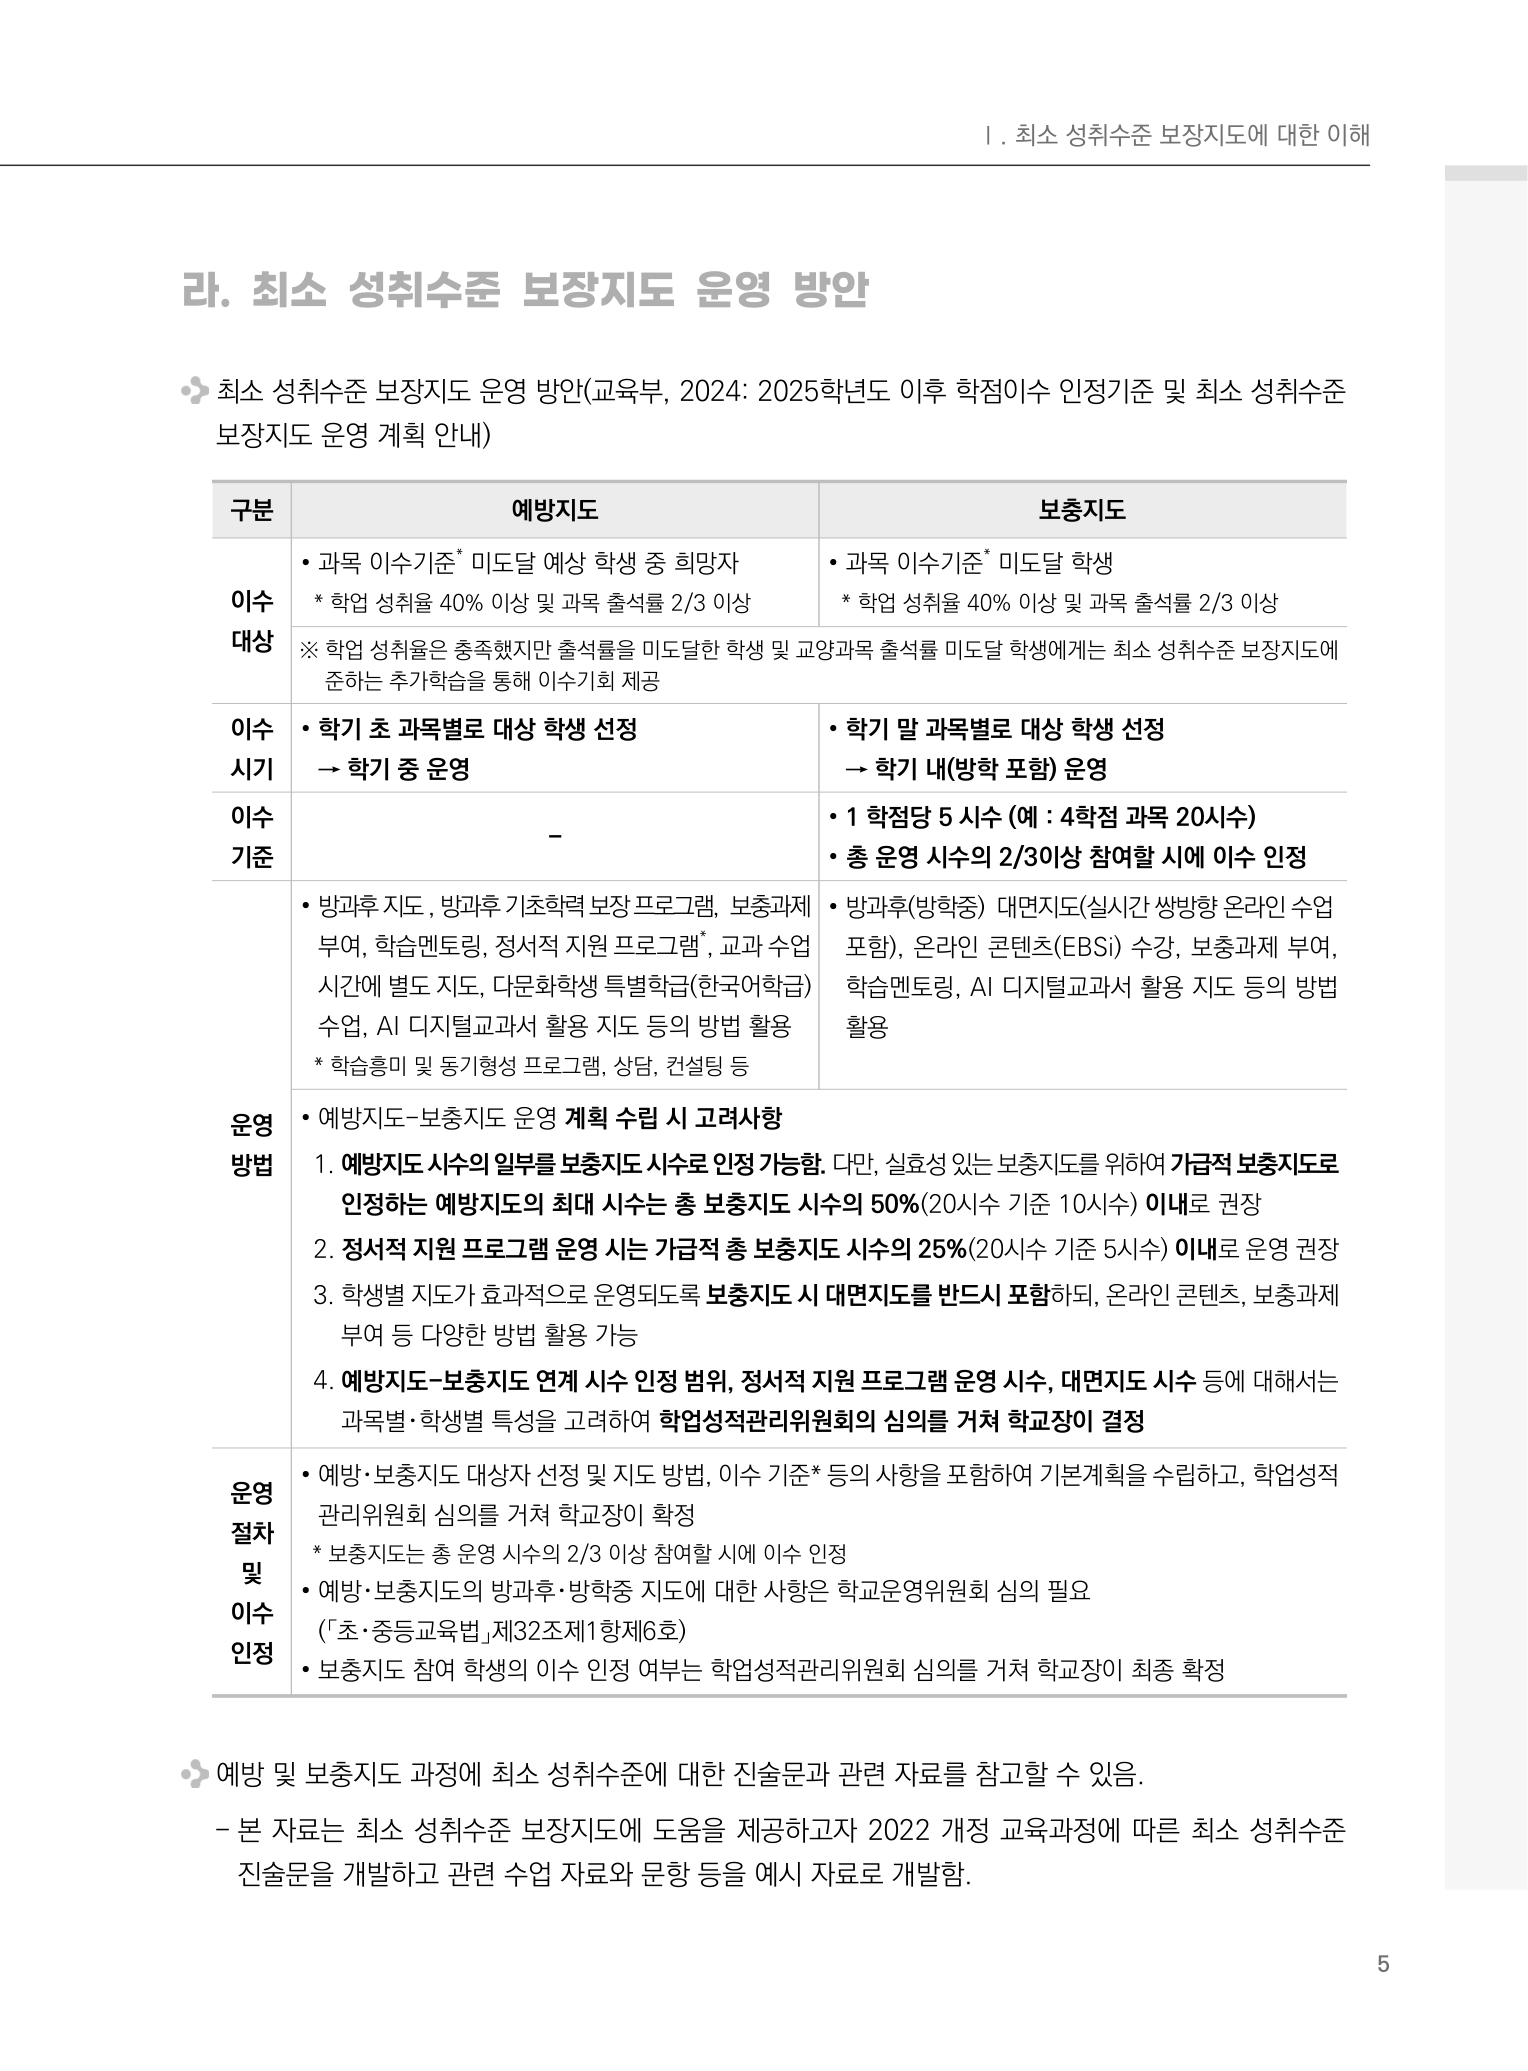 Ⅰ. 최소 성취수준 보장지도에 대한 이해
라. 최소 성취수준 보장지도 운영 방안
최소 성취수준 보장지도 운영 방안(교육부, 2024: 2025학년도 이후 학점이수 인정기준 및 최소 성취수준
보장지도 운영 계획 안내)
구분 예방지도 보충지도
이수
대상
• 과목 이수기준* 미도달 예상 학생 중 희망자
* 학업 성취율 40% 이상 및 과목 출석률 2/3 이상
• 과목 이수기준* 미도달 학생
* 학업 성취율 40% 이상 및 과목 출석률 2/3 이상
※ 학업 성취율은 충족했지만 출석률을 미도달한 학생 및 교양과목 출석률 미도달 학생에게는 최소 성취수준 보장지도에
준하는 추가학습을 통해 이수기회 제공
이수
시기
• 학기 초 과목별로 대상 학생 선정
→ 학기 중 운영
• 학기 말 과목별로 대상 학생 선정
→ 학기 내(방학 포함) 운영
이수
기준
–
• 1 학점당 5 시수 (예 : 4학점 과목 20시수)
• 총 운영 시수의 2/3이상 참여할 시에 이수 인정
운영
방법
• 방과후 지도 , 방과후 기초학력 보장 프로그램, 보충과제
부여, 학습멘토링, 정서적 지원 프로그램*, 교과 수업
시간에 별도 지도, 다문화학생 특별학급(한국어학급)
수업, AI 디지털교과서 활용 지도 등의 방법 활용
* 학습흥미 및 동기형성 프로그램, 상담, 컨설팅 등
• 방과후(방학중) 대면지도(실시간 쌍방향 온라인 수업
포함), 온라인 콘텐츠(EBSi) 수강, 보충과제 부여,
학습멘토링, AI 디지털교과서 활용 지도 등의 방법
활용
• 예방지도–보충지도 운영 계획 수립 시 고려사항
1. 예방지도 시수의 일부를 보충지도 시수로 인정 가능함. 다만, 실효성 있는 보충지도를 위하여 가급적 보충지도로
인정하는 예방지도의 최대 시수는 총 보충지도 시수의 50%(20시수 기준 10시수) 이내로 권장
2. 정서적 지원 프로그램 운영 시는 가급적 총 보충지도 시수의 25%(20시수 기준 5시수) 이내로 운영 권장
3. 학생별 지도가 효과적으로 운영되도록 보충지도 시 대면지도를 반드시 포함하되, 온라인 콘텐츠, 보충과제
부여 등 다양한 방법 활용 가능
4. 예방지도–보충지도 연계 시수 인정 범위, 정서적 지원 프로그램 운영 시수, 대면지도 시수 등에 대해서는
과목별·학생별 특성을 고려하여 학업성적관리위원회의 심의를 거쳐 학교장이 결정
운영
절차
및
이수
인정
• 예방·보충지도 대상자 선정 및 지도 방법, 이수 기준* 등의 사항을 포함하여 기본계획을 수립하고, 학업성적
관리위원회 심의를 거쳐 학교장이 확정
* 보충지도는 총 운영 시수의 2/3 이상 참여할 시에 이수 인정
• 예방·보충지도의 방과후·방학중 지도에 대한 사항은 학교운영위원회 심의 필요
(「초·중등교육법」제32조제1항제6호)
• 보충지도 참여 학생의 이수 인정 여부는 학업성적관리위원회 심의를 거쳐 학교장이 최종 확정
예방 및 보충지도 과정에 최소 성취수준에 대한 진술문과 관련 자료를 참고할 수 있음.
– 본 자료는 최소 성취수준 보장지도에 도움을 제공하고자 2022 개정 교육과정에 따른 최소 성취수준
진술문을 개발하고 관련 수업 자료와 문항 등을 예시 자료로 개발함.
5